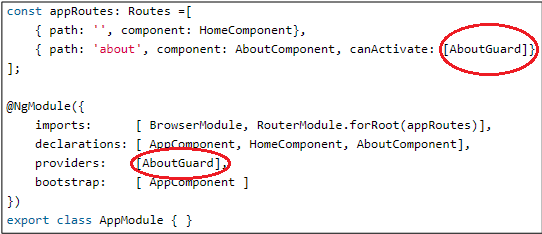 const appRoutes: Routes =[
    { path: '', component: HomeComponent},
    { path: 'about', component: AboutComponent, canActivate: [AboutGuard]}
];
@NgModule({
    imports:      [ BrowserModule, RouterModule.forRoot(appRoutes)],
    declarations: [ AppComponent, HomeComponent, AboutComponent],
    providers:    [AboutGuard],
    bootstrap:    [ AppComponent ]
})
export class AppModule { }